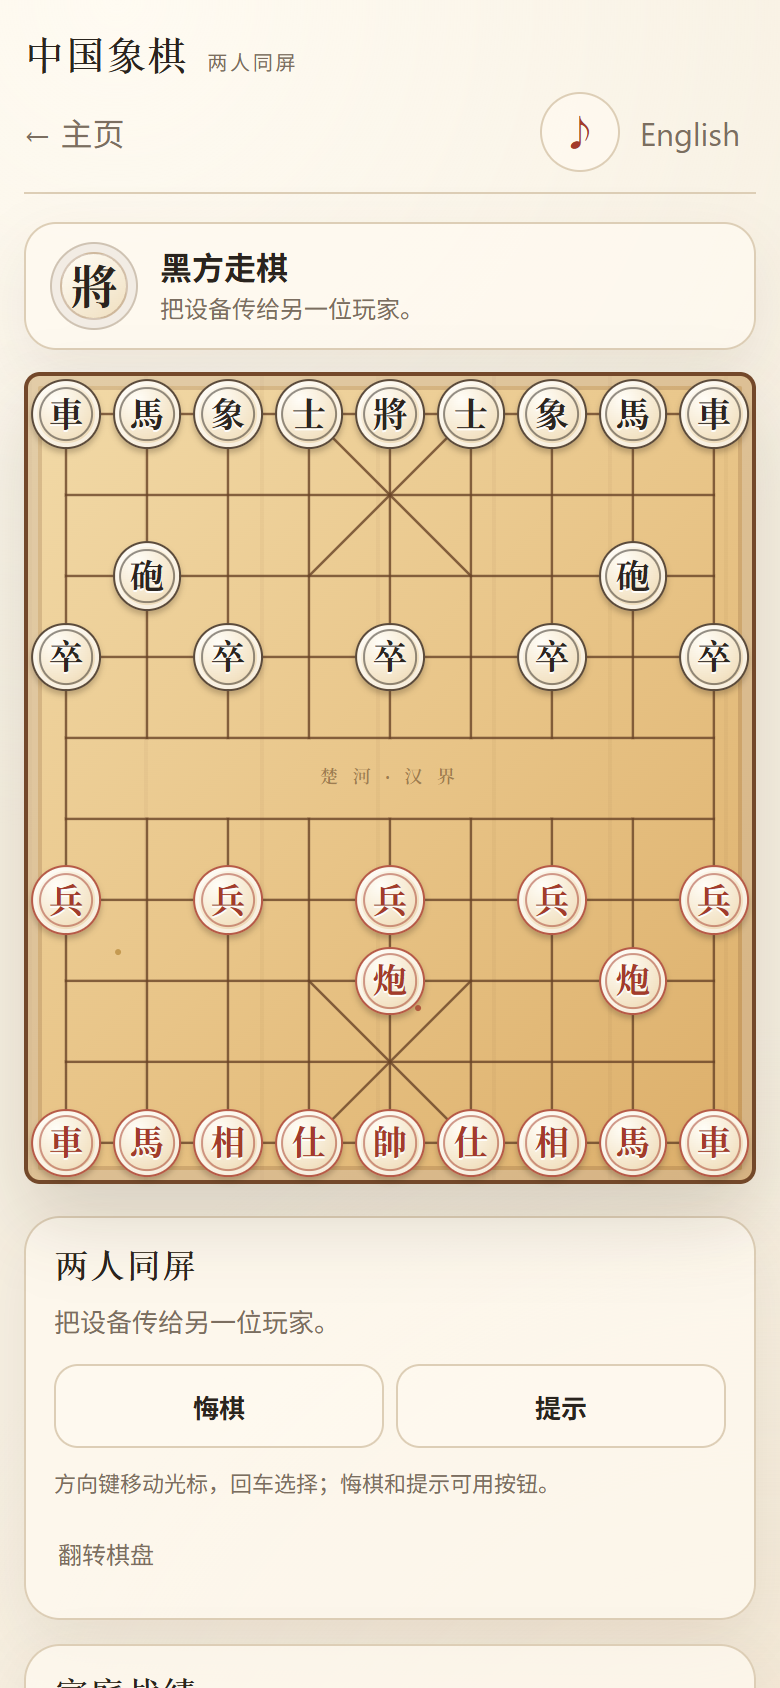 中国象棋 两人同屏
← 主页 ♪ English
將 黑方走棋
把设备传给另一位玩家。
車 馬 象 士 將 士 象 馬 車
砲 砲
卒 卒 卒 卒 卒
楚 河 · 汉 界
兵 兵 兵 兵 兵
炮 炮
車 馬 相 仕 帥 仕 相 馬 車
两人同屏
把设备传给另一位玩家。
悔棋 提示
方向键移动光标，回车选择；悔棋和提示可用按钮。
翻转棋盘
家庭战绩